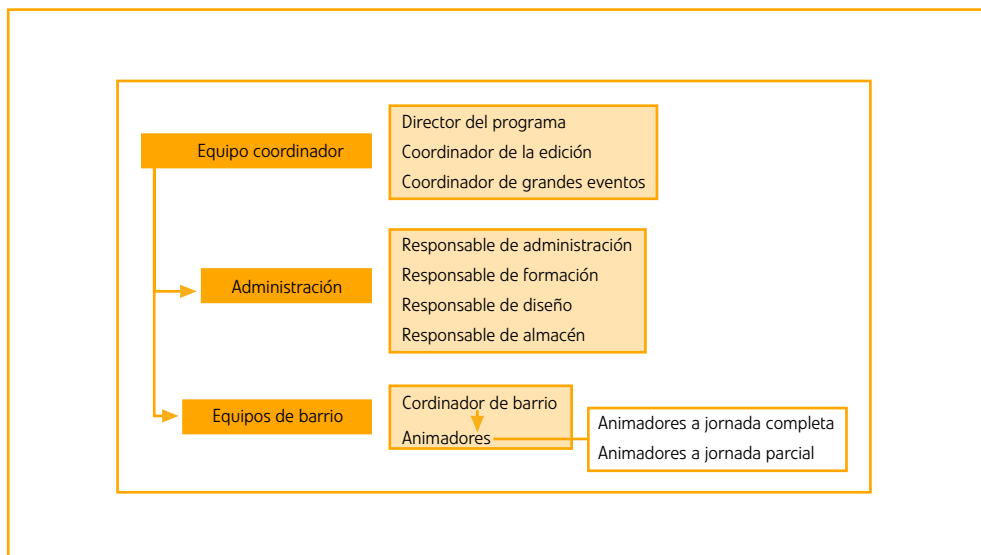 Equipo coordinador
Director del programa
Coordinador de la edición
Coordinador de grandes eventos
Administración
Responsable de administración
Responsable de formación
Responsable de diseño
Responsable de almacén
Equipos de barrio
Cordinador de barrio
Animadores
Animadores a jornada completa
Animadores a jornada parcial